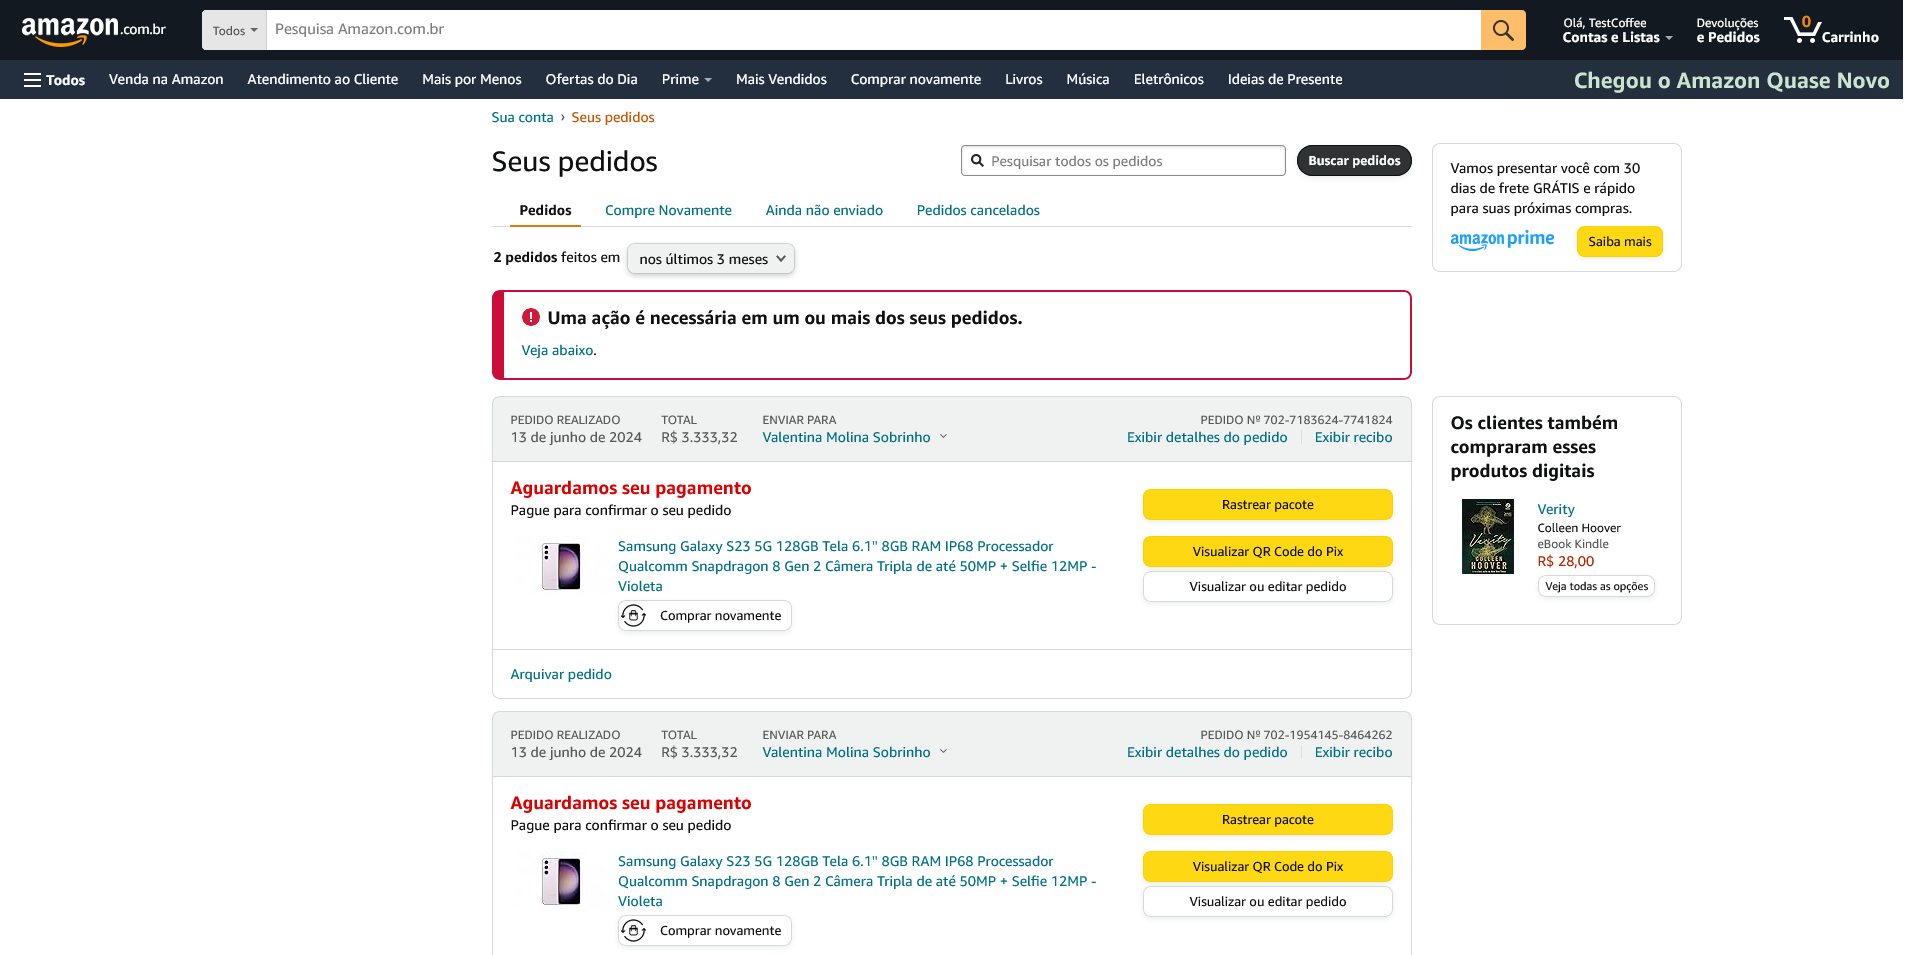 amazon.com.br
Todos
Pesquisa Amazon.com.br
Olá, TestCoffee
Contas e Listas
Devoluções
e Pedidos
0
Carrinho
Todos
Venda na Amazon
Atendimento ao Cliente
Mais por Menos
Ofertas do Dia
Prime
Mais Vendidos
Comprar novamente
Livros
Música
Eletrônicos
Ideias de Presente
Chegou o Amazon Quase Novo
Sua conta › Seus pedidos
Seus pedidos
Pesquisar todos os pedidos
Buscar pedidos
Pedidos
Compre Novamente
Ainda não enviado
Pedidos cancelados
2 pedidos feitos em
nos últimos 3 meses
Vamos presentar você com 30
dias de frete GRÁTIS e rápido
para suas próximas compras.
amazon prime
Saiba mais
Uma ação é necessária em um ou mais dos seus pedidos.
Veja abaixo.
PEDIDO REALIZADO
13 de junho de 2024
TOTAL
R$ 3.333,32
ENVIAR PARA
Valentina Molina Sobrinho
PEDIDO Nº 702-7183624-7741824
Exibir detalhes do pedido
Exibir recibo
Aguardamos seu pagamento
Pague para confirmar o seu pedido
Samsung Galaxy S23 5G 128GB Tela 6.1" 8GB RAM IP68 Processador
Qualcomm Snapdragon 8 Gen 2 Câmera Tripla de até 50MP + Selfie 12MP -
Violeta
Comprar novamente
Rastrear pacote
Visualizar QR Code do Pix
Visualizar ou editar pedido
Arquivar pedido
Os clientes também
compraram esses
produtos digitais
Verity
COLLEEN
HOOVER
Verity
Colleen Hoover
eBook Kindle
R$ 28,00
Veja todas as opções
PEDIDO REALIZADO
13 de junho de 2024
TOTAL
R$ 3.333,32
ENVIAR PARA
Valentina Molina Sobrinho
PEDIDO Nº 702-1954145-8464262
Exibir detalhes do pedido
Exibir recibo
Aguardamos seu pagamento
Pague para confirmar o seu pedido
Samsung Galaxy S23 5G 128GB Tela 6.1" 8GB RAM IP68 Processador
Qualcomm Snapdragon 8 Gen 2 Câmera Tripla de até 50MP + Selfie 12MP -
Violeta
Comprar novamente
Rastrear pacote
Visualizar QR Code do Pix
Visualizar ou editar pedido